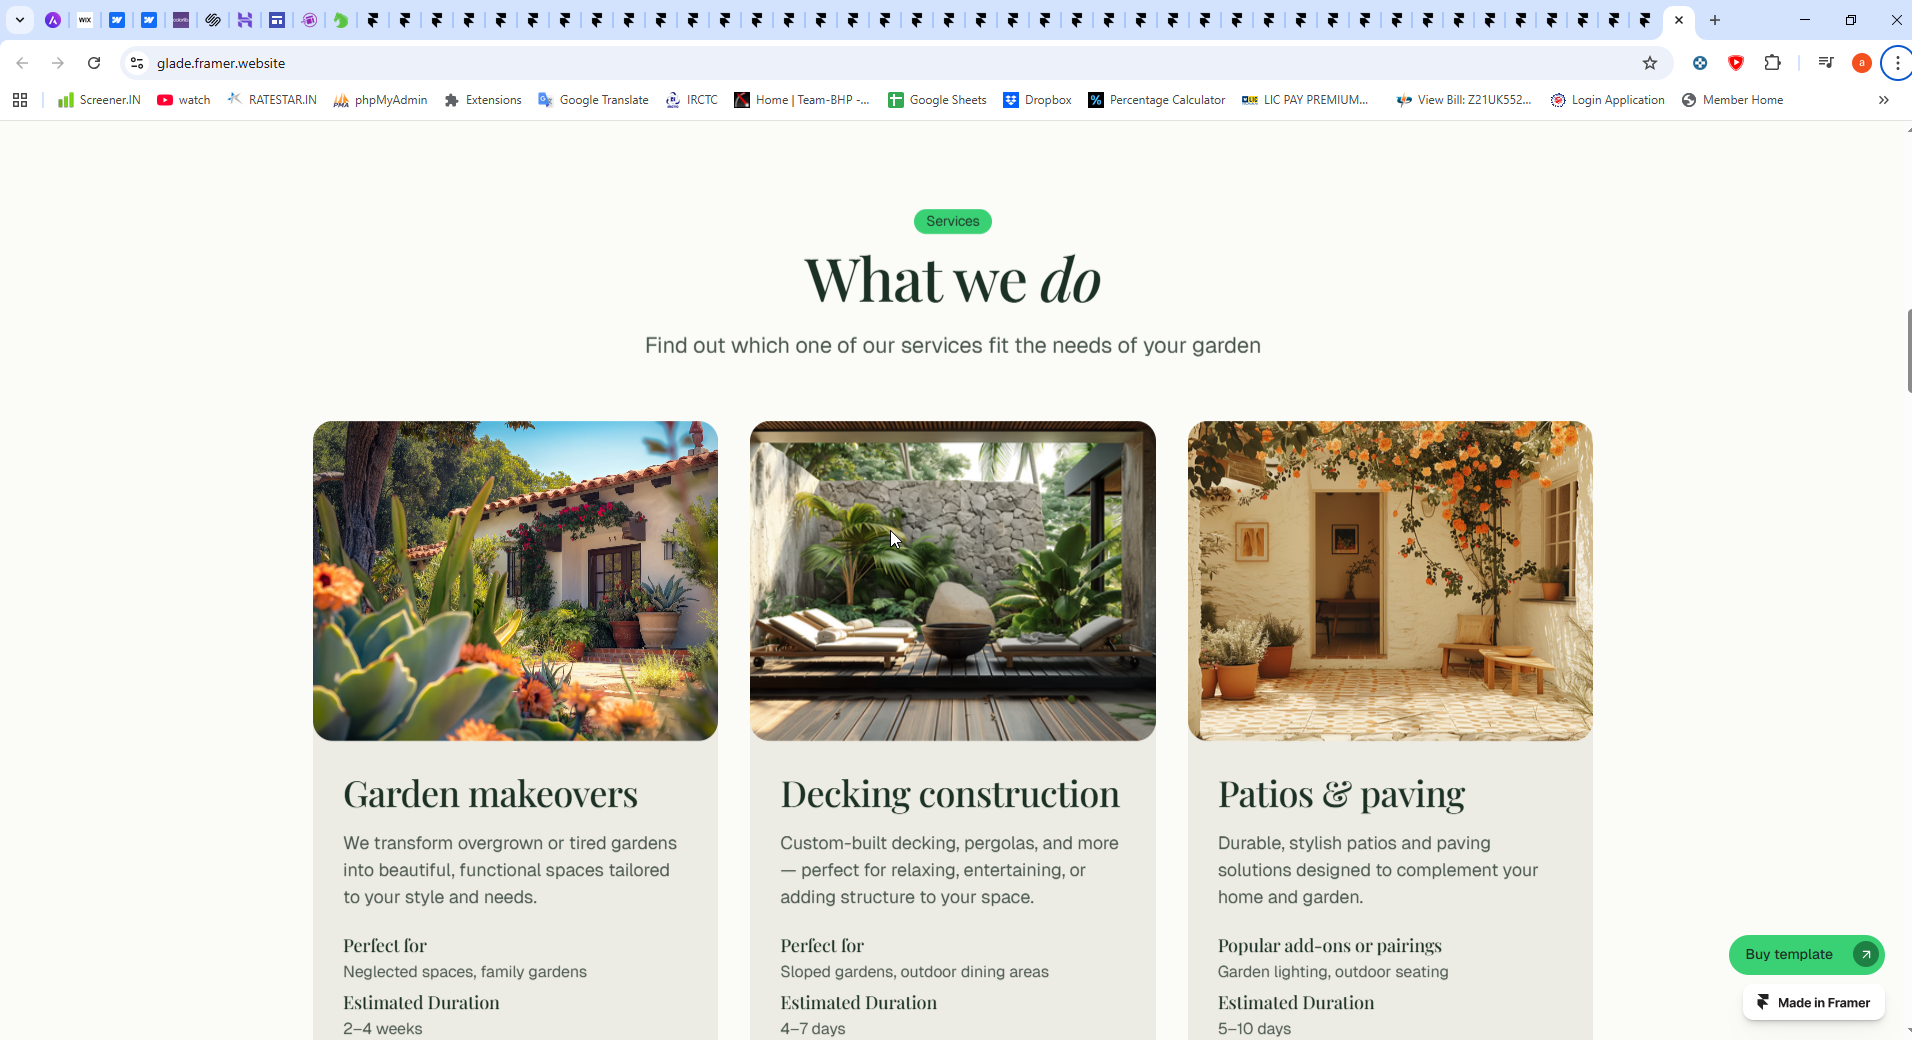 WIX
glade.framer.website
a
Screener.IN
watch
RATESTAR.IN
PMA phpMyAdmin
Extensions
Google Translate
IRCTC
Home | Team-BHP -...
Google Sheets
Dropbox
% Percentage Calculator
LIC LIC PAY PREMIUM...
View Bill: Z21UK552...
Login Application
Member Home
Services
What we do
Find out which one of our services fit the needs of your garden
Garden makeovers
We transform overgrown or tired gardens
into beautiful, functional spaces tailored
to your style and needs.
Perfect for
Neglected spaces, family gardens
Estimated Duration
2–4 weeks
Decking construction
Custom-built decking, pergolas, and more
— perfect for relaxing, entertaining, or
adding structure to your space.
Perfect for
Sloped gardens, outdoor dining areas
Estimated Duration
4–7 days
Patios & paving
Durable, stylish patios and paving
solutions designed to complement your
home and garden.
Popular add-ons or pairings
Garden lighting, outdoor seating
Estimated Duration
5–10 days
Buy template
Made in Framer